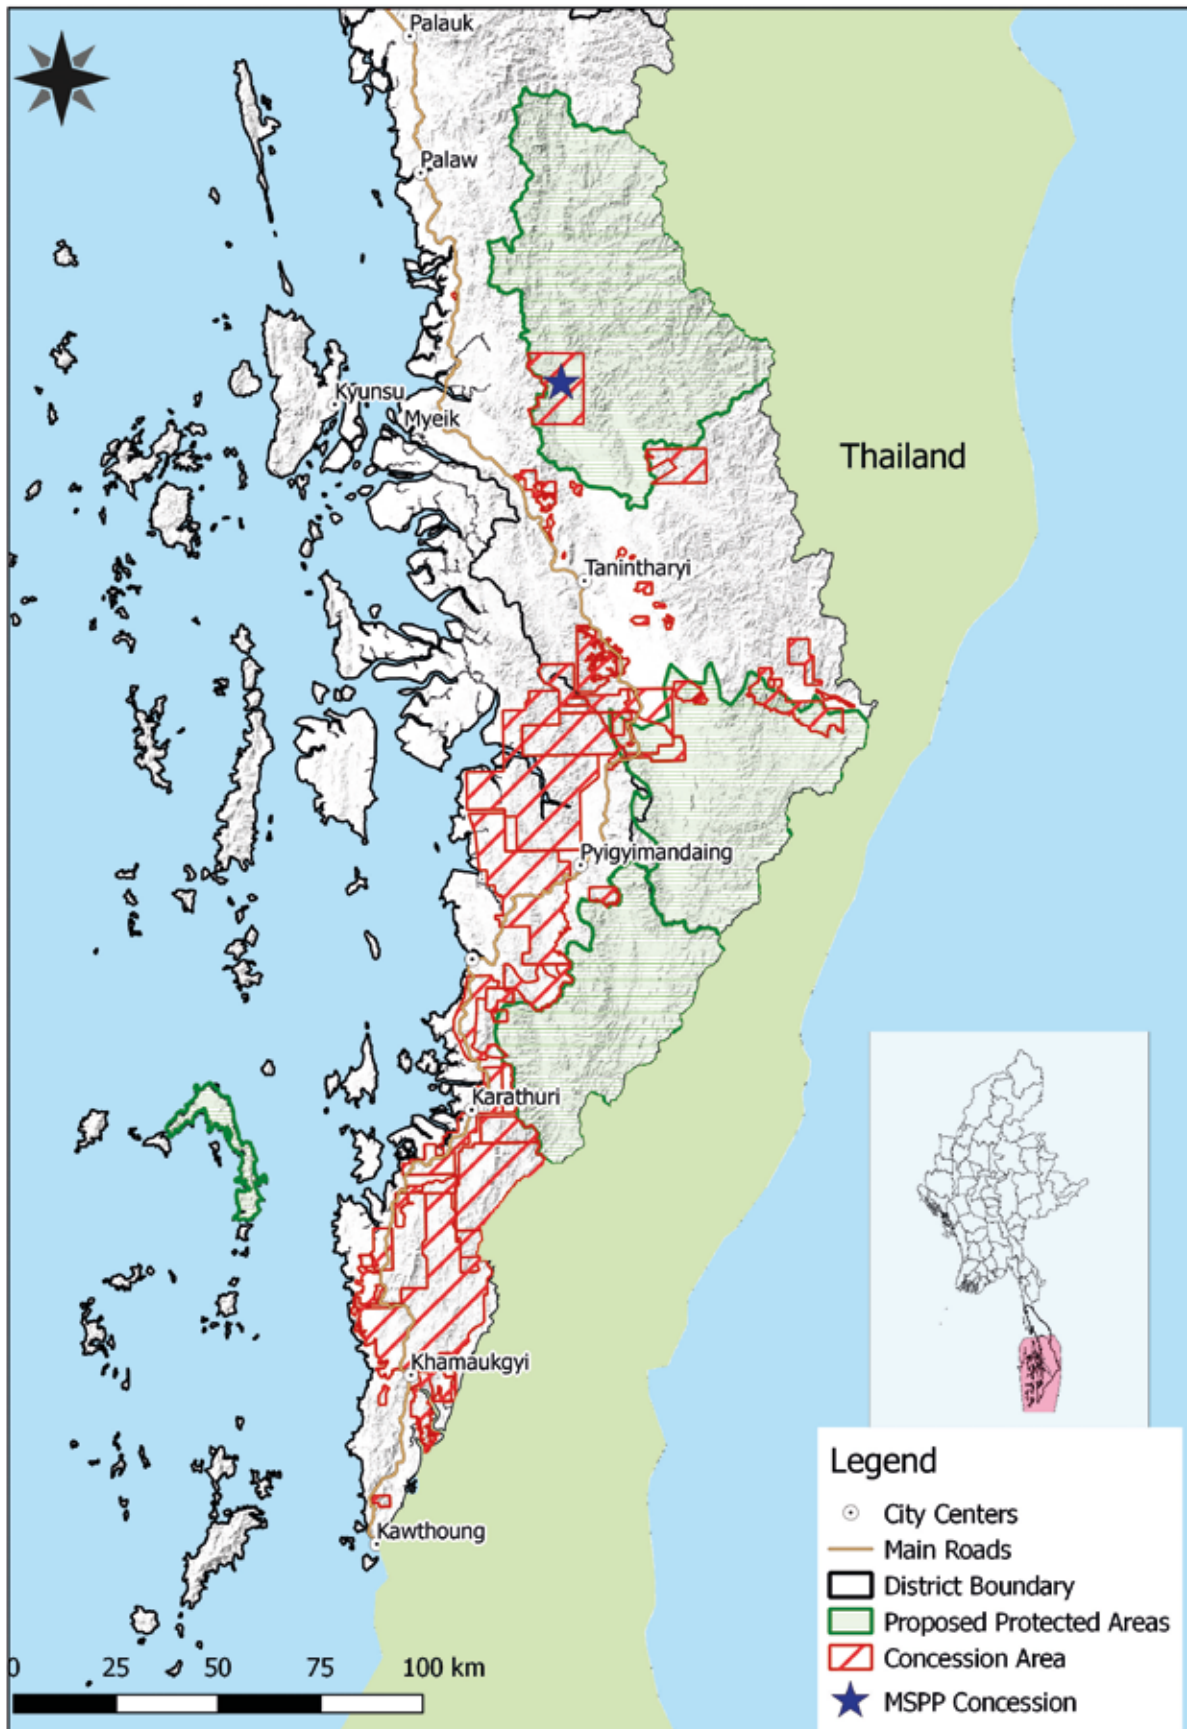 Palauk
Palaw
Kyunsu
Myeik
Thailand
Tanintharyi
Pyigyimandaing
Karathuri
Khamaukgyi
Kawthoung
Legend
City Centers
Main Roads
District Boundary
Proposed Protected Areas
Concession Area
MSPP Concession
0 25 50 75 100 km